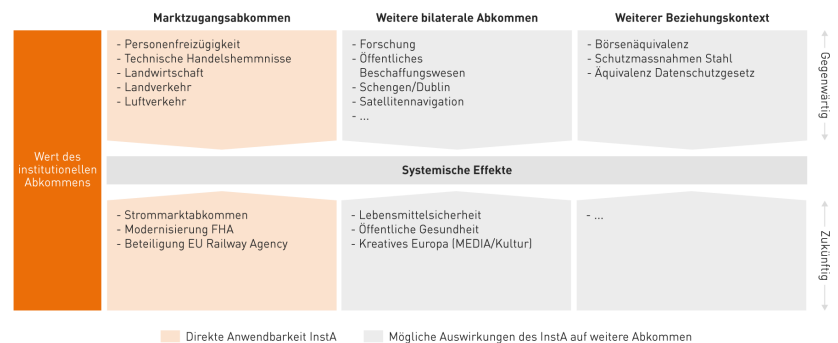 Marktzugangsabkommen
Weitere bilaterale Abkommen
Weiterer Beziehungskontext
- Personenfreizügigkeit
- Technische Handelshemmnisse
- Landwirtschaft
- Landverkehr
- Luftverkehr
- Forschung
- Öffentliches
Beschaffungswesen
- Schengen/Dublin
- Satellitennavigation
- ...
- Börsenäquivalenz
- Schutzmassnahmen Stahl
- Äquivalenz Datenschutzgesetz
Gegenwärtig
Wert des
institutionellen
Abkommens
Systemische Effekte
- Strommarktabkommen
- Modernisierung FHA
- Beteiligung EU Railway Agency
- Lebensmittelsicherheit
- Öffentliche Gesundheit
- Kreatives Europa (MEDIA/Kultur)
- ...
Zukünftig
Direkte Anwendbarkeit InstA
Mögliche Auswirkungen des InstA auf weitere Abkommen